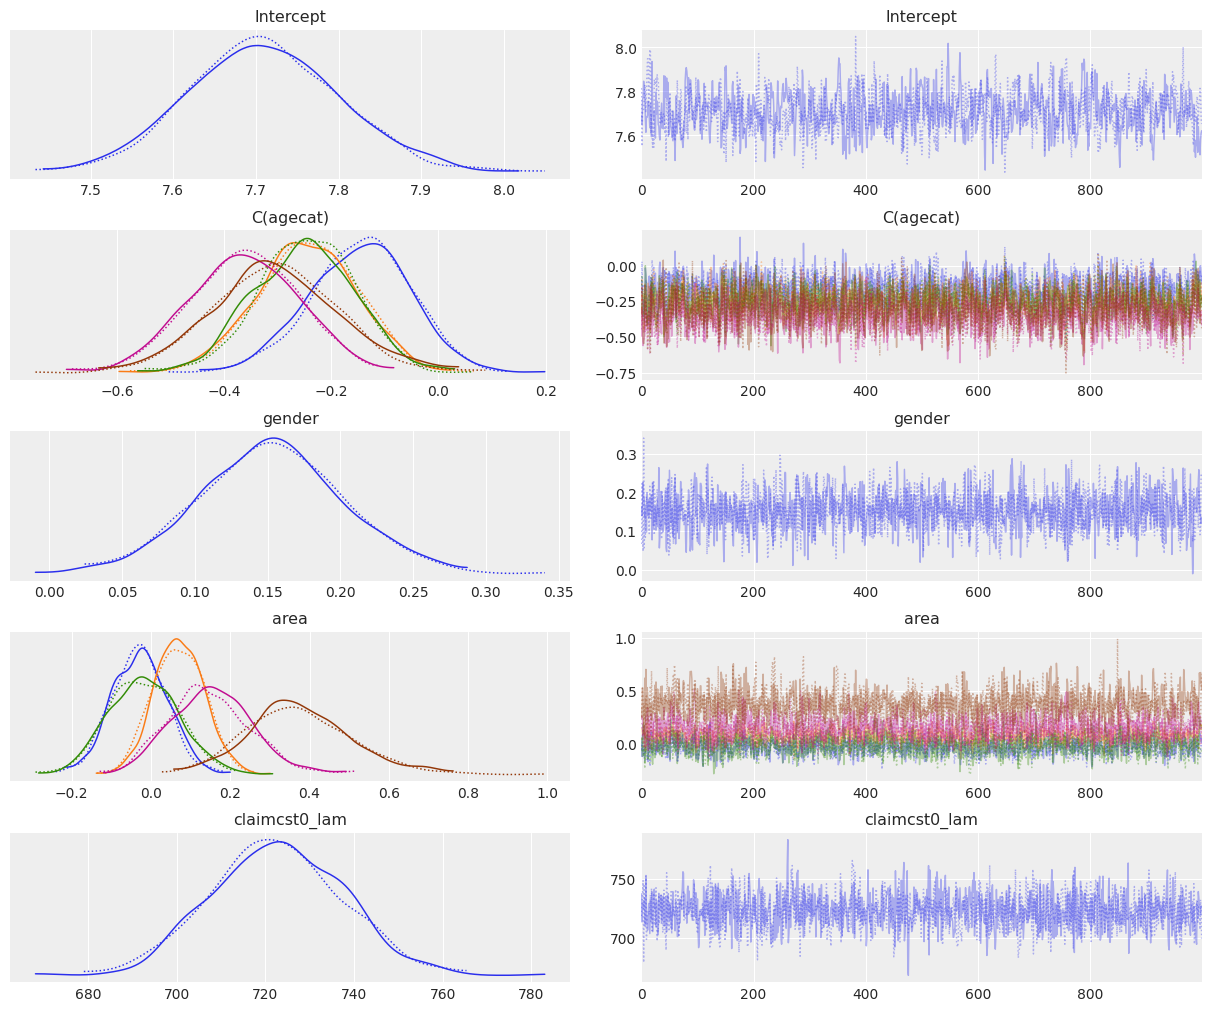 Intercept
7.5 7.6 7.7 7.8 7.9 8.0
Intercept
8.0
7.8
7.6
0 200 400 600 800
C(agecat)
−0.6 −0.4 −0.2 0.0 0.2
C(agecat)
0.00
−0.25
−0.50
−0.75
0 200 400 600 800
gender
0.00 0.05 0.10 0.15 0.20 0.25 0.30 0.35
gender
0.3
0.2
0.1
0.0
0 200 400 600 800
area
−0.2 0.0 0.2 0.4 0.6 0.8 1.0
area
1.0
0.5
0.0
0 200 400 600 800
claimcst0_lam
680 700 720 740 760 780
claimcst0_lam
750
700
0 200 400 600 800